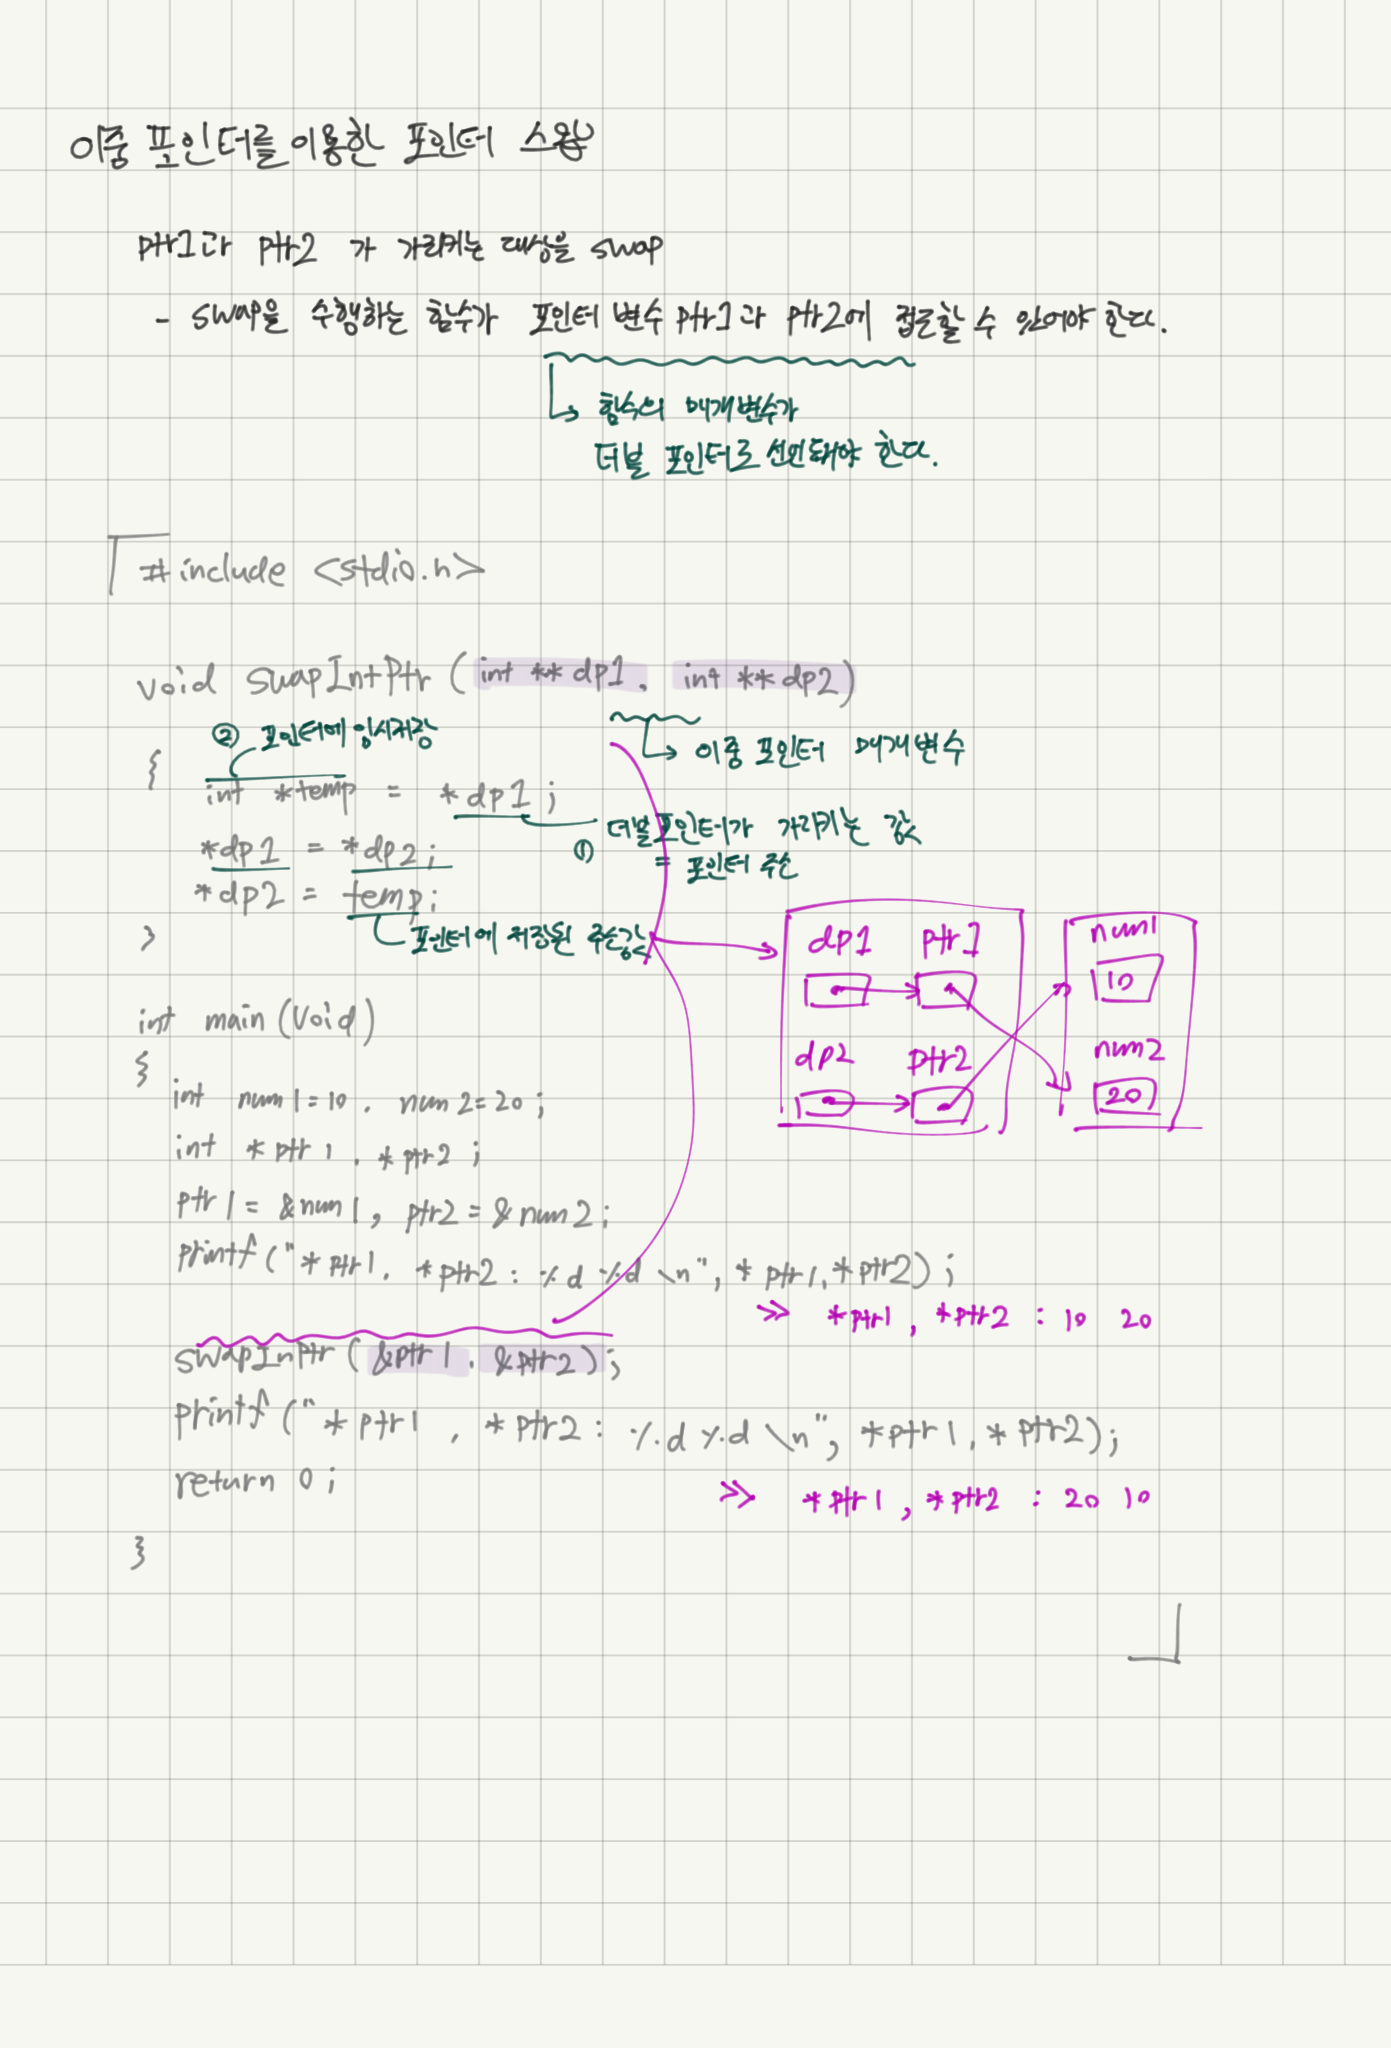 이중 포인터를 이용한 포인터 스왑
ptr1과 ptr2 가 가리키는 대상을 swap
- swap을 수행하는 함수가 포인터 변수 ptr1과 ptr2에 접근할 수 있어야 한다.
함수의 매개변수가
더블 포인터로 선언돼야 한다.
#include <stdio.h>
void SwapIntPtr (int ** dp1, int ** dp2)
② 포인터에 임시저장
이중 포인터 매개변수
{
int *temp = *dp1;
① 더블포인터가 가리키는 값
= 포인터 주소
*dp1 = *dp2;
*dp2 = temp;
포인터에 저장된 주소값
}
dp1 ptr1 num1
10
dp2 ptr2 num2
20
int main (void)
{
int num1=10, num2=20;
int *ptr1, *ptr2;
ptr1 = &num1, ptr2 = &num2;
printf("*ptr1, *ptr2 : %d %d \n", *ptr1, *ptr2);
>> *ptr1, *ptr2 : 10 20
swapInPtr (&ptr1, &ptr2);
printf("*ptr1, *ptr2 : %d %d \n", *ptr1, *ptr2);
return 0;
>> *ptr1, *ptr2 : 20 10
}